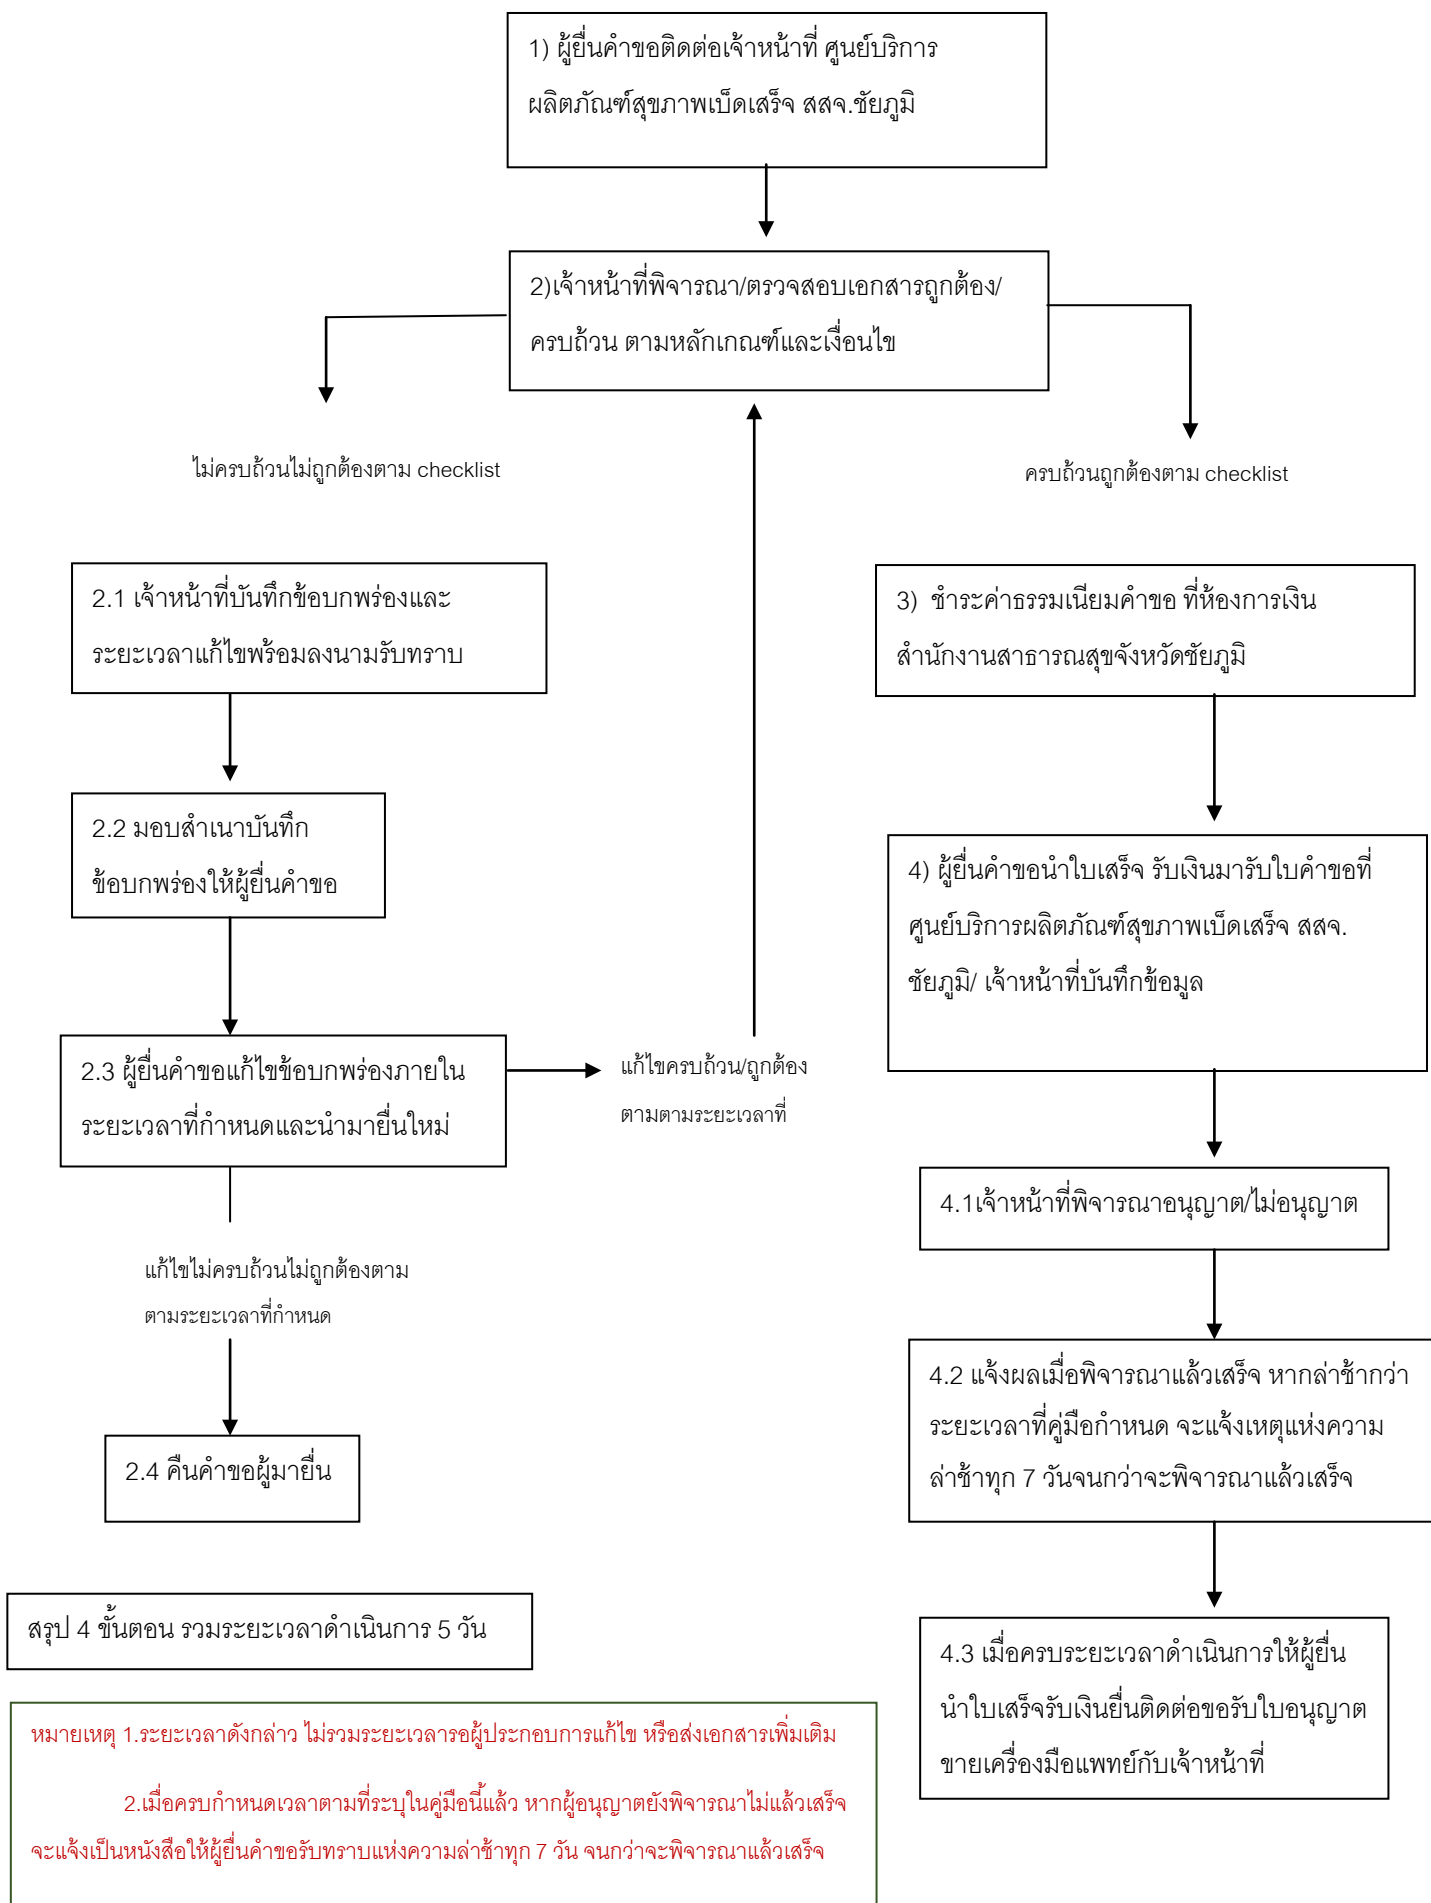 1) ผู้ยื่นคำขอติดต่อเจ้าหน้าที่ ศูนย์บริการ
ผลิตภัณฑ์สุขภาพเบ็ดเสร็จ สสจ.ชัยภูมิ
2)เจ้าหน้าที่พิจารณา/ตรวจสอบเอกสารถูกต้อง/
ครบถ้วน ตามหลักเกณฑ์และเงื่อนไข
ไม่ครบถ้วนไม่ถูกต้องตาม checklist
ครบถ้วนถูกต้องตาม checklist
2.1 เจ้าหน้าที่บันทึกข้อบกพร่องและ
ระยะเวลาแก้ไขพร้อมลงนามรับทราบ
3) ชำระค่าธรรมเนียมคำขอ ที่ห้องการเงิน
สำนักงานสาธารณสุขจังหวัดชัยภูมิ
2.2 มอบสำเนาบันทึก
ข้อบกพร่องให้ผู้ยื่นคำขอ
4) ผู้ยื่นคำขอนำใบเสร็จ รับเงินมารับใบคำขอที่
ศูนย์บริการผลิตภัณฑ์สุขภาพเบ็ดเสร็จ สสจ.
ชัยภูมิ/ เจ้าหน้าที่บันทึกข้อมูล
2.3 ผู้ยื่นคำขอแก้ไขข้อบกพร่องภายใน
ระยะเวลาที่กำหนดและนำมายื่นใหม่
แก้ไขครบถ้วน/ถูกต้อง
ตามตามระยะเวลาที่
4.1เจ้าหน้าที่พิจารณาอนุญาต/ไม่อนุญาต
แก้ไขไม่ครบถ้วนไม่ถูกต้องตาม
ตามระยะเวลาที่กำหนด
4.2 แจ้งผลเมื่อพิจารณาแล้วเสร็จ หากล่าช้ากว่า
ระยะเวลาที่คู่มือกำหนด จะแจ้งเหตุแห่งความ
ล่าช้าทุก 7 วันจนกว่าจะพิจารณาแล้วเสร็จ
2.4 คืนคำขอผู้มายื่น
สรุป 4 ขั้นตอน รวมระยะเวลาดำเนินการ 5 วัน
4.3 เมื่อครบระยะเวลาดำเนินการให้ผู้ยื่น
นำใบเสร็จรับเงินยื่นติดต่อขอรับใบอนุญาต
ขายเครื่องมือแพทย์กับเจ้าหน้าที่
หมายเหตุ 1.ระยะเวลาดังกล่าว ไม่รวมระยะเวลารอผู้ประกอบการแก้ไข หรือส่งเอกสารเพิ่มเติม
2.เมื่อครบกำหนดเวลาตามที่ระบุในคู่มือนี้แล้ว หากผู้อนุญาตยังพิจารณาไม่แล้วเสร็จ
จะแจ้งเป็นหนังสือให้ผู้ยื่นคำขอรับทราบแห่งความล่าช้าทุก 7 วัน จนกว่าจะพิจารณาแล้วเสร็จ